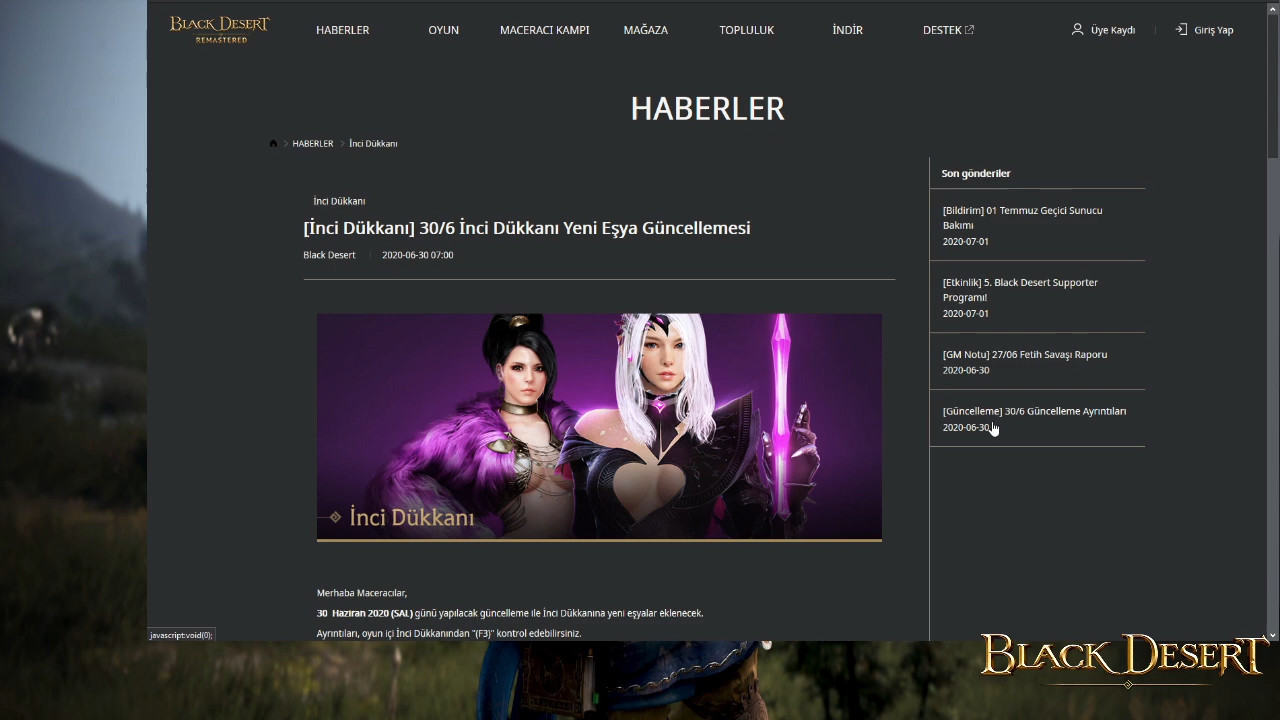 BLACK DESERT
REMASTERED
HABERLER
OYUN
MACERACI KAMPI
MAĞAZA
TOPLULUK
İNDİR
DESTEK
Üye Kaydı
Giriş Yap
HABERLER
HABERLER
İnci Dükkanı
İnci Dükkanı
[İnci Dükkanı] 30/6 İnci Dükkanı Yeni Eşya Güncellemesi
Black Desert
2020-06-30 07:00
İnci Dükkanı
Merhaba Maceracılar,
30 Haziran 2020 (SAL) günü yapılacak güncelleme ile İnci Dükkanına yeni eşyalar eklenecek.
Ayrıntıları, oyun içi İnci Dükkanından "(F3)" kontrol edebilirsiniz.
Son gönderiler
[Bildirim] 01 Temmuz Geçici Sunucu
Bakımı
2020-07-01
[Etkinlik] 5. Black Desert Supporter
Programı!
2020-07-01
[GM Notu] 27/06 Fetih Savaşı Raporu
2020-06-30
[Güncelleme] 30/6 Güncelleme Ayrıntıları
2020-06-30
javascript:void(0);
BLACK DESERT